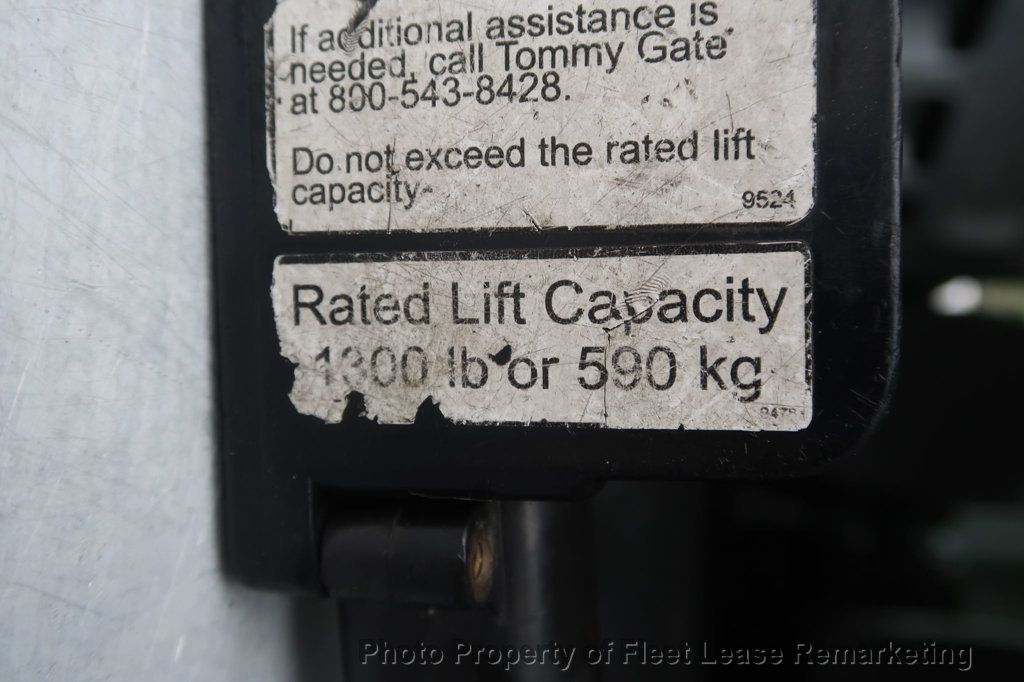 If additional assistance is
needed, call Tommy Gate
at 800-543-8428.
Do not exceed the rated lift
capacity.
9524
Rated Lift Capacity
1300 lb or 590 kg
Photo Property of Fleet Lease Remarketing